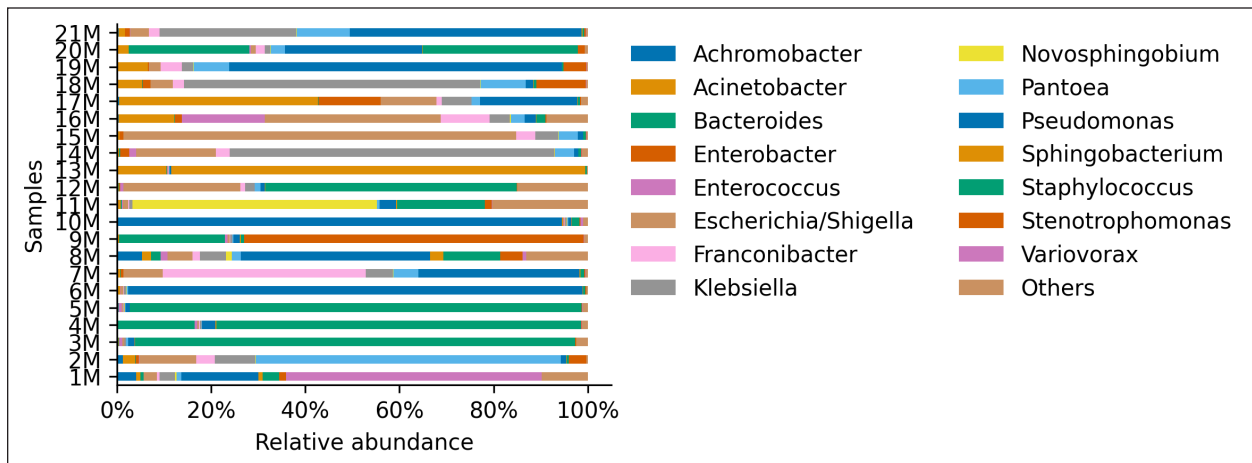 Samples
21M
20M
19M
18M
17M
16M
15M
14M
13M
12M
11M
10M
9M
8M
7M
6M
5M
4M
3M
2M
1M
0% 20% 40% 60% 80% 100%
Relative abundance
Achromobacter
Acinetobacter
Bacteroides
Enterobacter
Enterococcus
Escherichia/Shigella
Franconibacter
Klebsiella
Novosphingobium
Pantoea
Pseudomonas
Sphingobacterium
Staphylococcus
Stenotrophomonas
Variovorax
Others